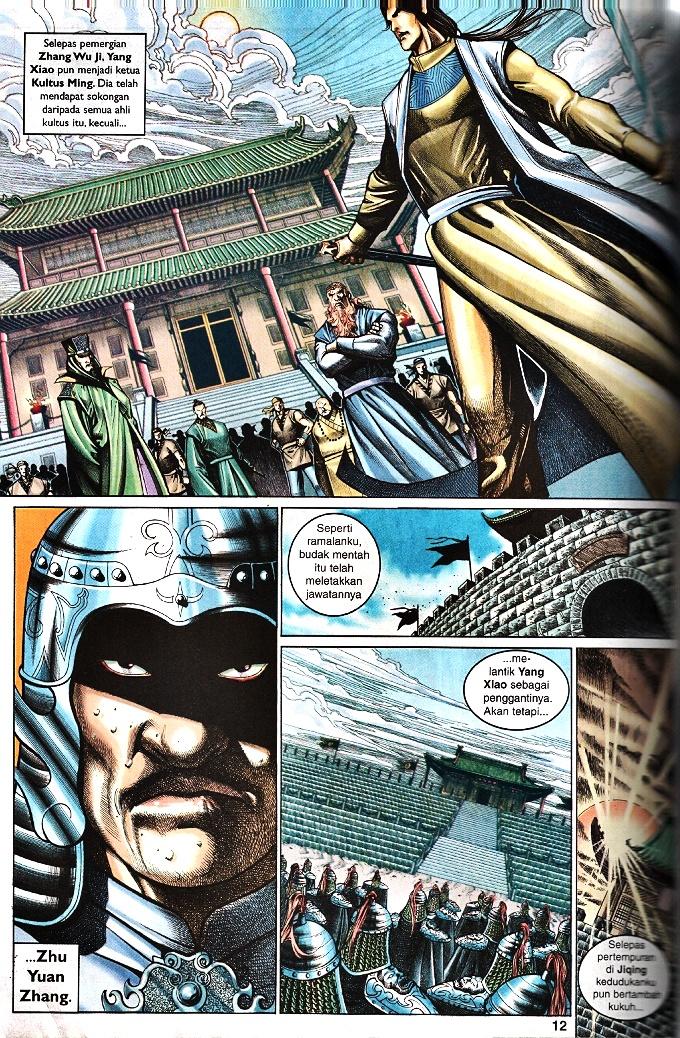 Selepas pemergian
Zhang Wu Ji, Yang
Xiao pun menjadi ketua
Kultus Ming. Dia telah
mendapat sokongan
daripada semua ahli
kultus itu, kecuali...
...Zhu
Yuan
Zhang.
Seperti
ramalanku,
budak mentah
itu telah
meletakkan
jawatannya
...me-
lantik Yang
XIao sebagai
penggantinya.
Akan tetapi...
Selepas
pertempuran
di Jiqing
kedudukanku
pun bertambah
kukuh...
12